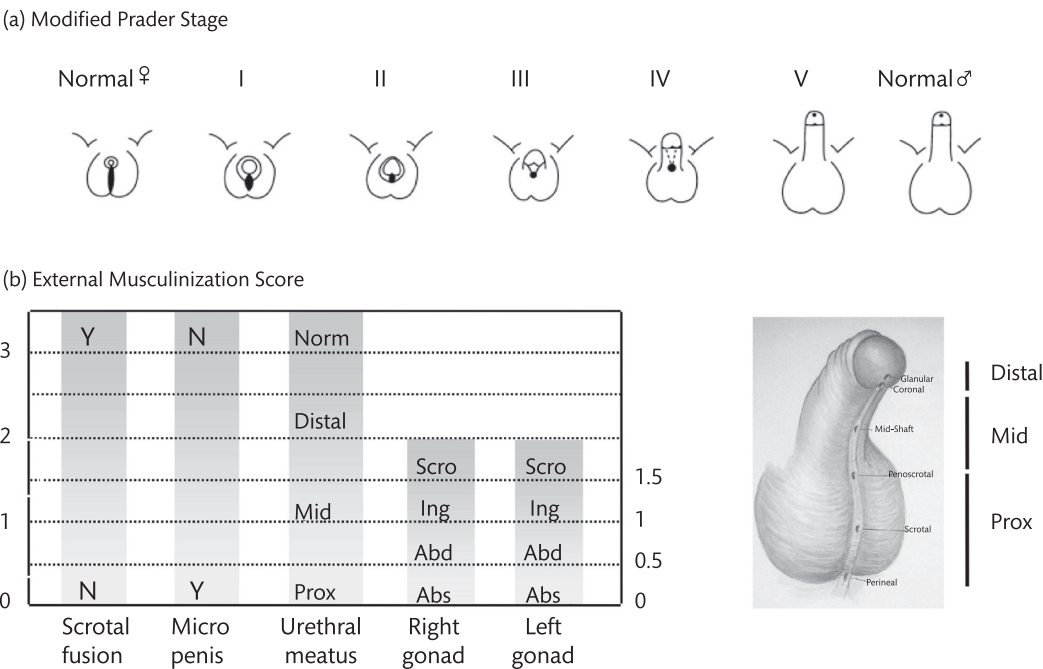 (a) Modified Prader Stage
Normal ♀ I II III IV V Normal ♂
(b) External Musculinization Score
Y N Norm
3
Distal
2
Scro Scro
1.5
Mid Ing Ing
1 1
Abd Abd
0.5
N Y Prox Abs Abs
0 0
Scrotal fusion
Micro penis
Urethral meatus
Right gonad
Left gonad
Glanular
Coronal
Mid-Shaft
Penoscrotal
Scrotal
Perineal
Distal
Mid
Prox